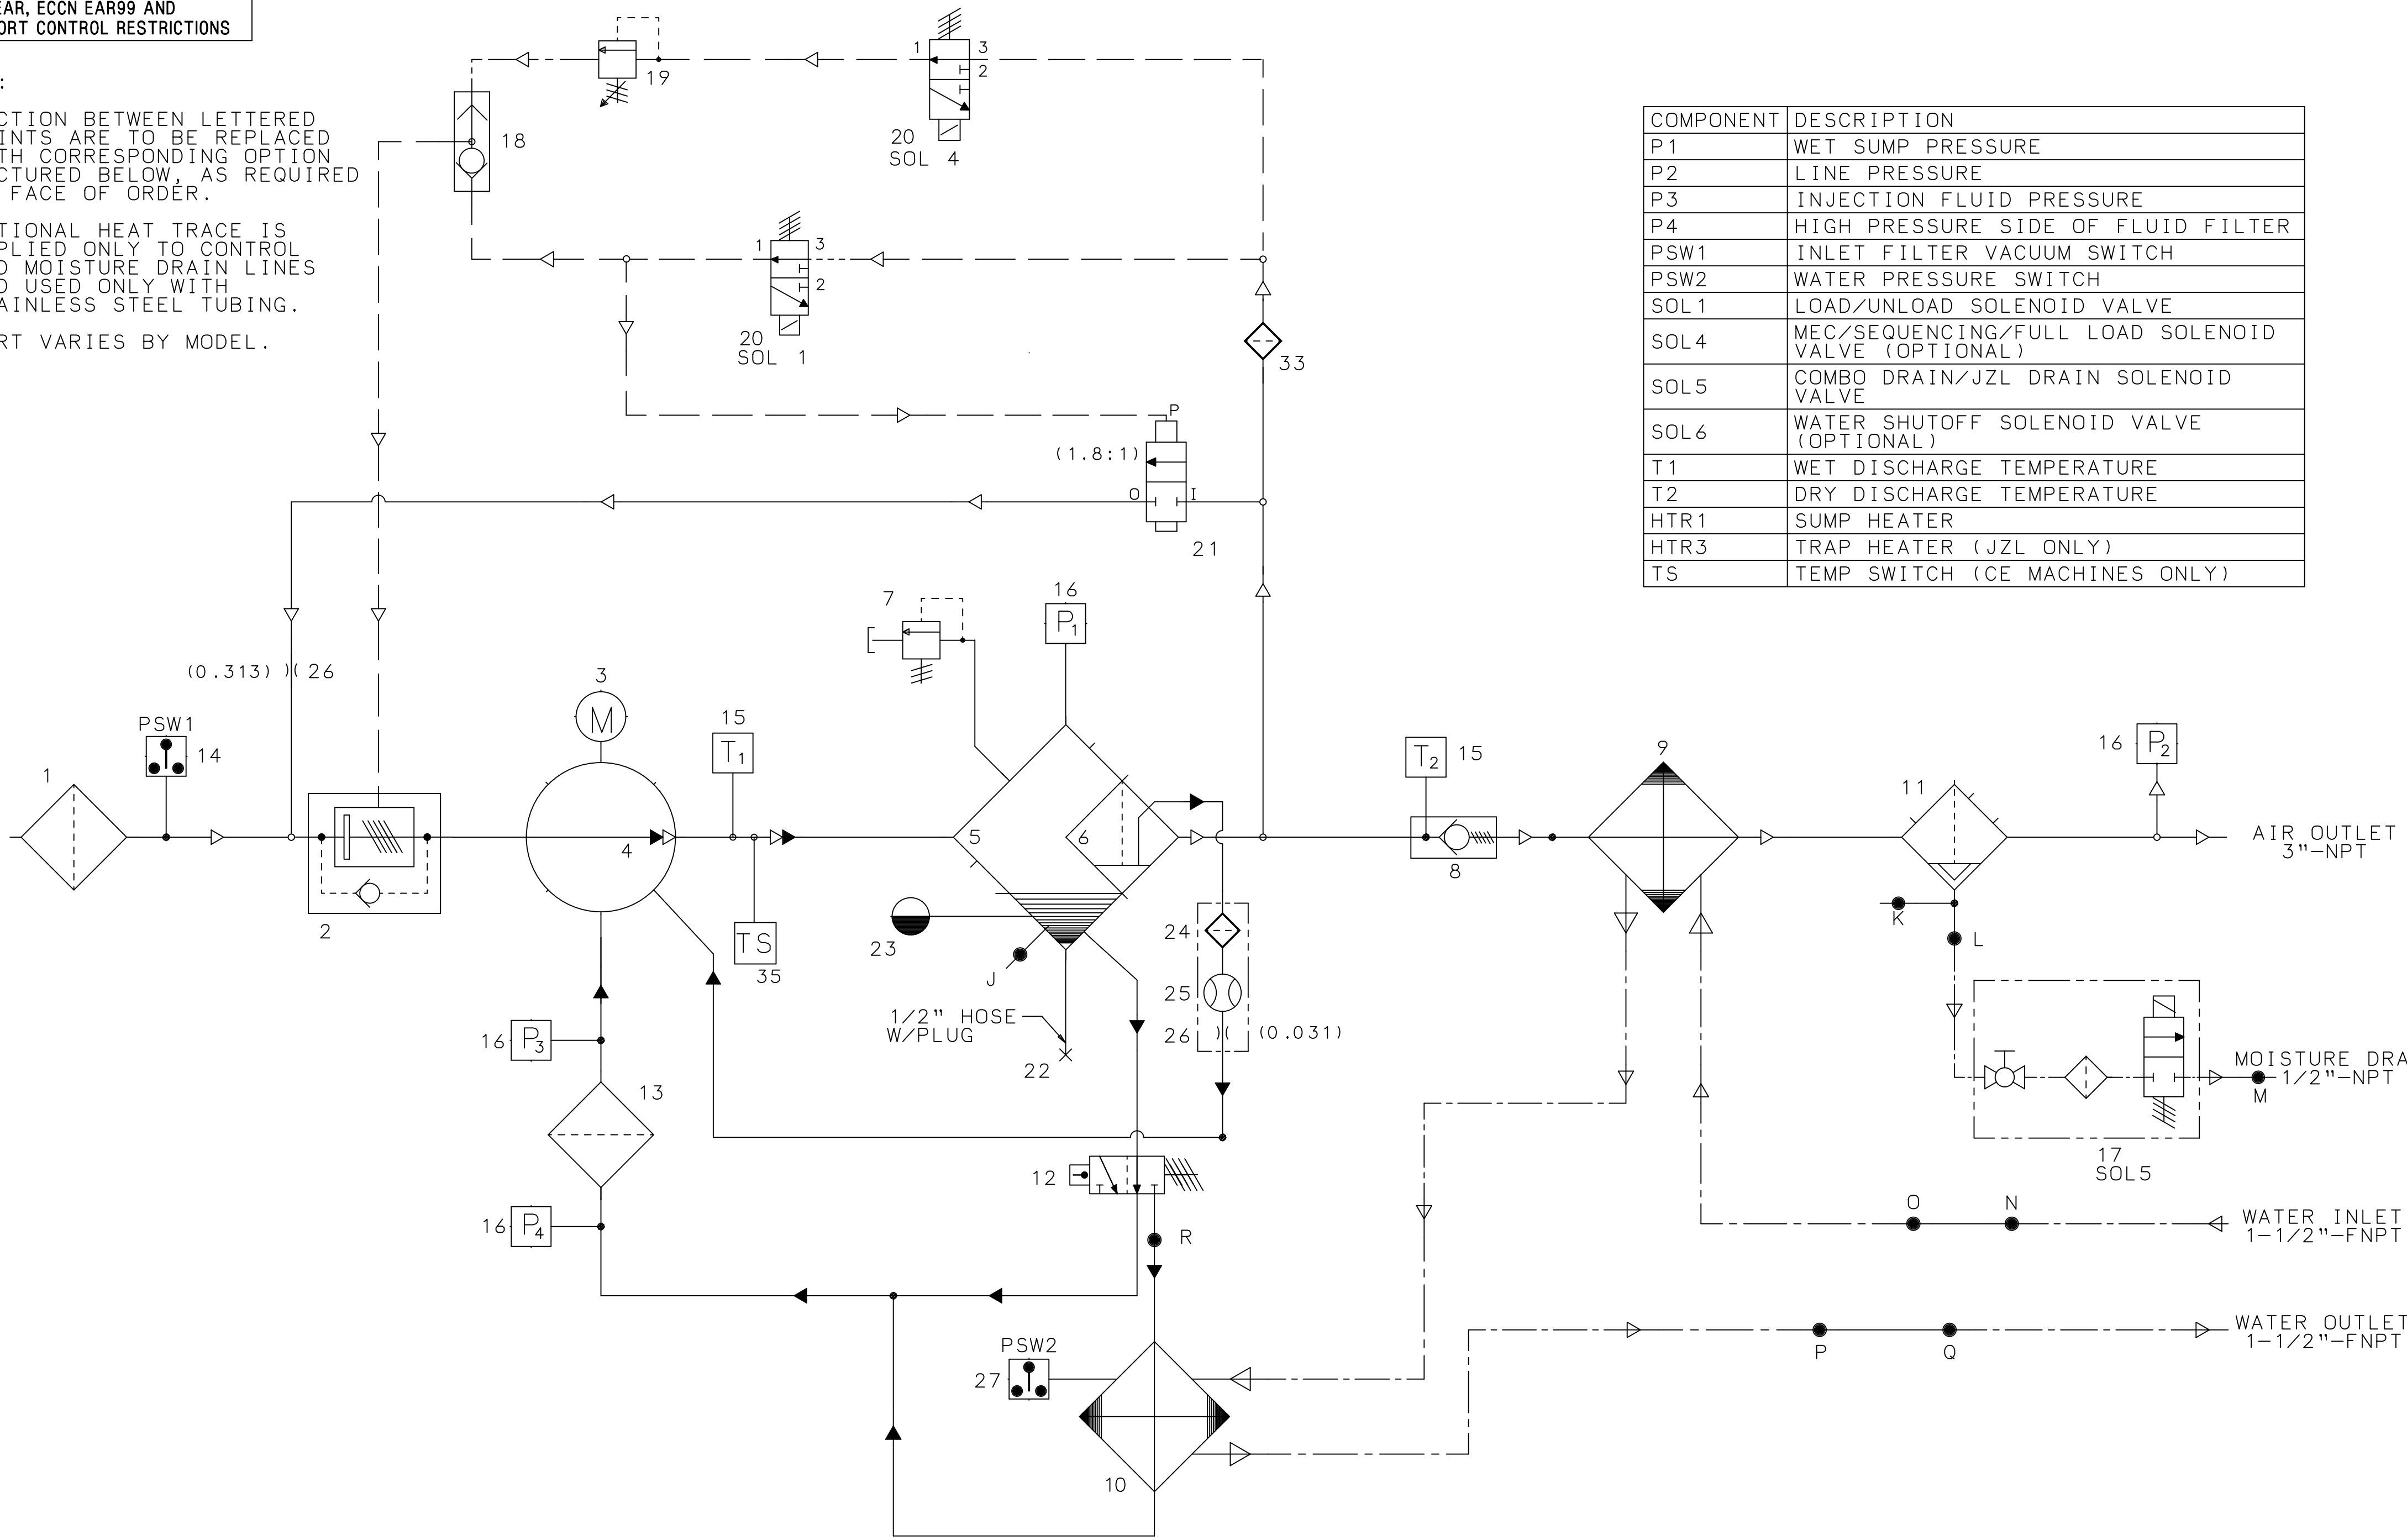 EAR, ECCN EAR99 AND
ORT CONTROL RESTRICTIONS
:
CTION BETWEEN LETTERED
INTS ARE TO BE REPLACED
TH CORRESPONDING OPTION
CTURED BELOW, AS REQUIRED
FACE OF ORDER.
TIONAL HEAT TRACE IS
PLIED ONLY TO CONTROL
D MOISTURE DRAIN LINES
D USED ONLY WITH
AINLESS STEEL TUBING.
RT VARIES BY MODEL.
19
1
3
2
20
SOL 4
18
1
3
2
20
SOL 1
33
COMPONENT DESCRIPTION
P1 WET SUMP PRESSURE
P2 LINE PRESSURE
P3 INJECTION FLUID PRESSURE
P4 HIGH PRESSURE SIDE OF FLUID FILTER
PSW1 INLET FILTER VACUUM SWITCH
PSW2 WATER PRESSURE SWITCH
SOL1 LOAD/UNLOAD SOLENOID VALVE
SOL4 MEC/SEQUENCING/FULL LOAD SOLENOID
VALVE (OPTIONAL)
SOL5 COMBO DRAIN/JZL DRAIN SOLENOID
VALVE
SOL6 WATER SHUTOFF SOLENOID VALVE
(OPTIONAL)
T1 WET DISCHARGE TEMPERATURE
T2 DRY DISCHARGE TEMPERATURE
HTR1 SUMP HEATER
HTR3 TRAP HEATER (JZL ONLY)
TS TEMP SWITCH (CE MACHINES ONLY)
P
(1.8:1)
O
I
21
7
16
P1
(0.313) )( 26
3
M
PSW1
14
1
2
4
15
T1
TS
35
5
6
23
J
1/2" HOSE
W/PLUG
22
24
25
26 )( (0.031)
T2
15
8
9
11
16
P2
AIR OUTLET
3"-NPT
K
L
MOISTURE DRA
1/2"-NPT
M
17
SOL5
16
P3
13
16
P4
12
R
O
N
WATER INLET
1-1/2"-FNPT
WATER OUTLET
1-1/2"-FNPT
P
Q
PSW2
27
10